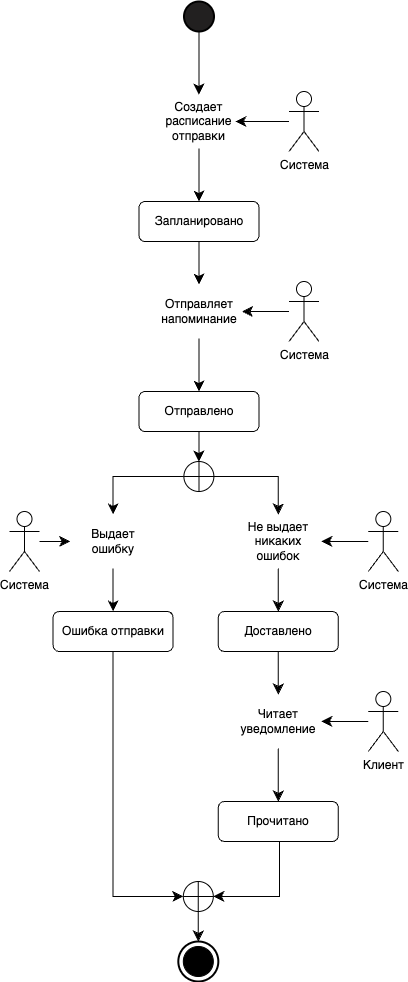 Создает
расписание
отправки
Система
Запланировано
Отправляет
напоминание
Система
Отправлено
Выдает
ошибку
Система
Не выдает
никаких
ошибок
Система
Ошибка отправки
Доставлено
Читает
уведомление
Клиент
Прочитано